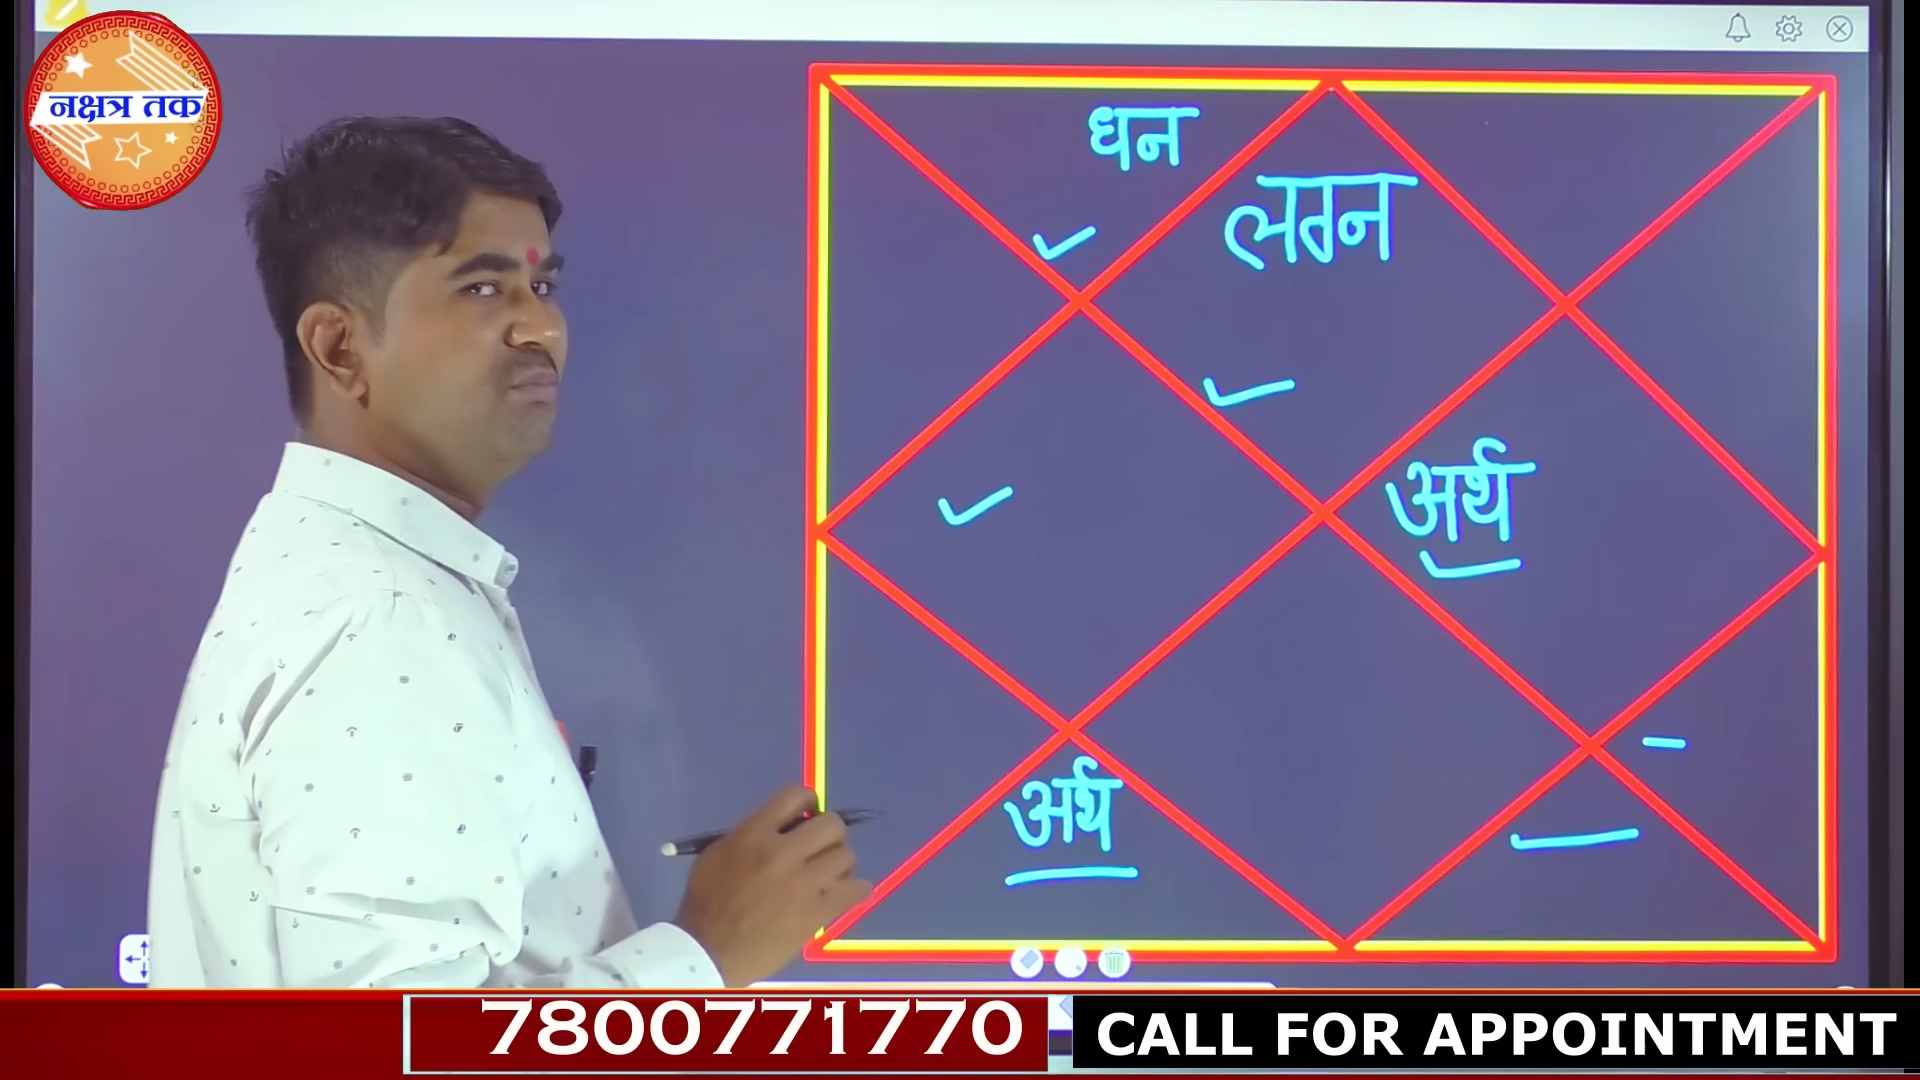 नक्षत्र तक
धन
लग्न
अर्थ
अर्थ
7800771770
CALL FOR APPOINTMENT